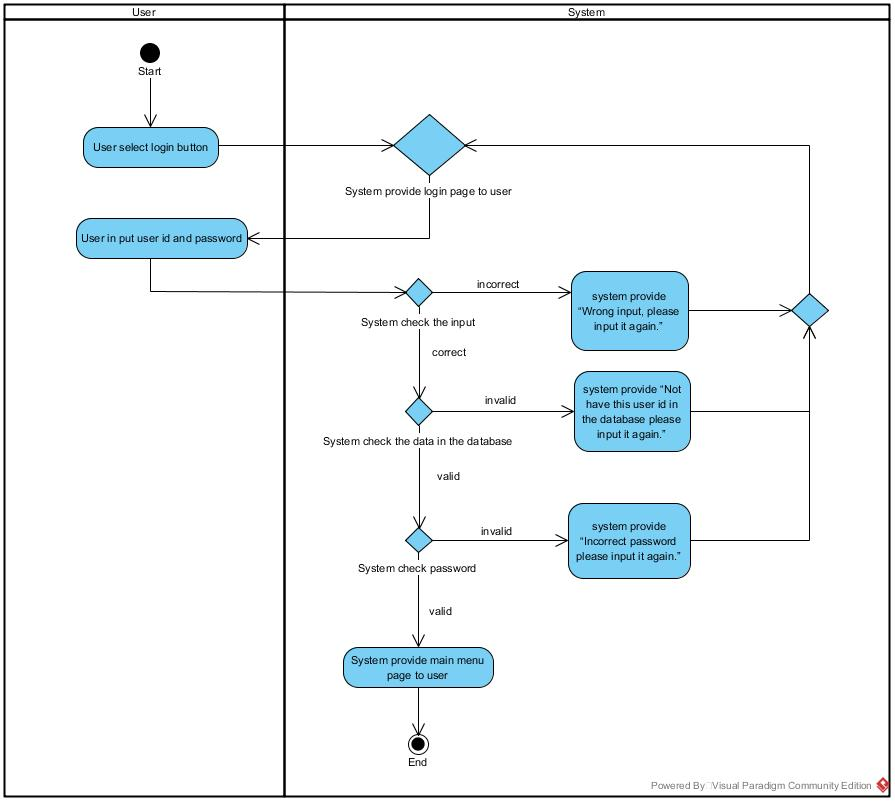 User
System
Start
User select login button
System provide login page to user
User in put user id and password
incorrect
system provide
“Wrong input, please
input it again.”
System check the input
correct
invalid
system provide “Not
have this user id in
the database please
input it again.”
System check the data in the database
valid
invalid
system provide
“Incorrect password
please input it again.”
System check password
valid
System provide main menu
page to user
End
Powered By Visual Paradigm Community Edition